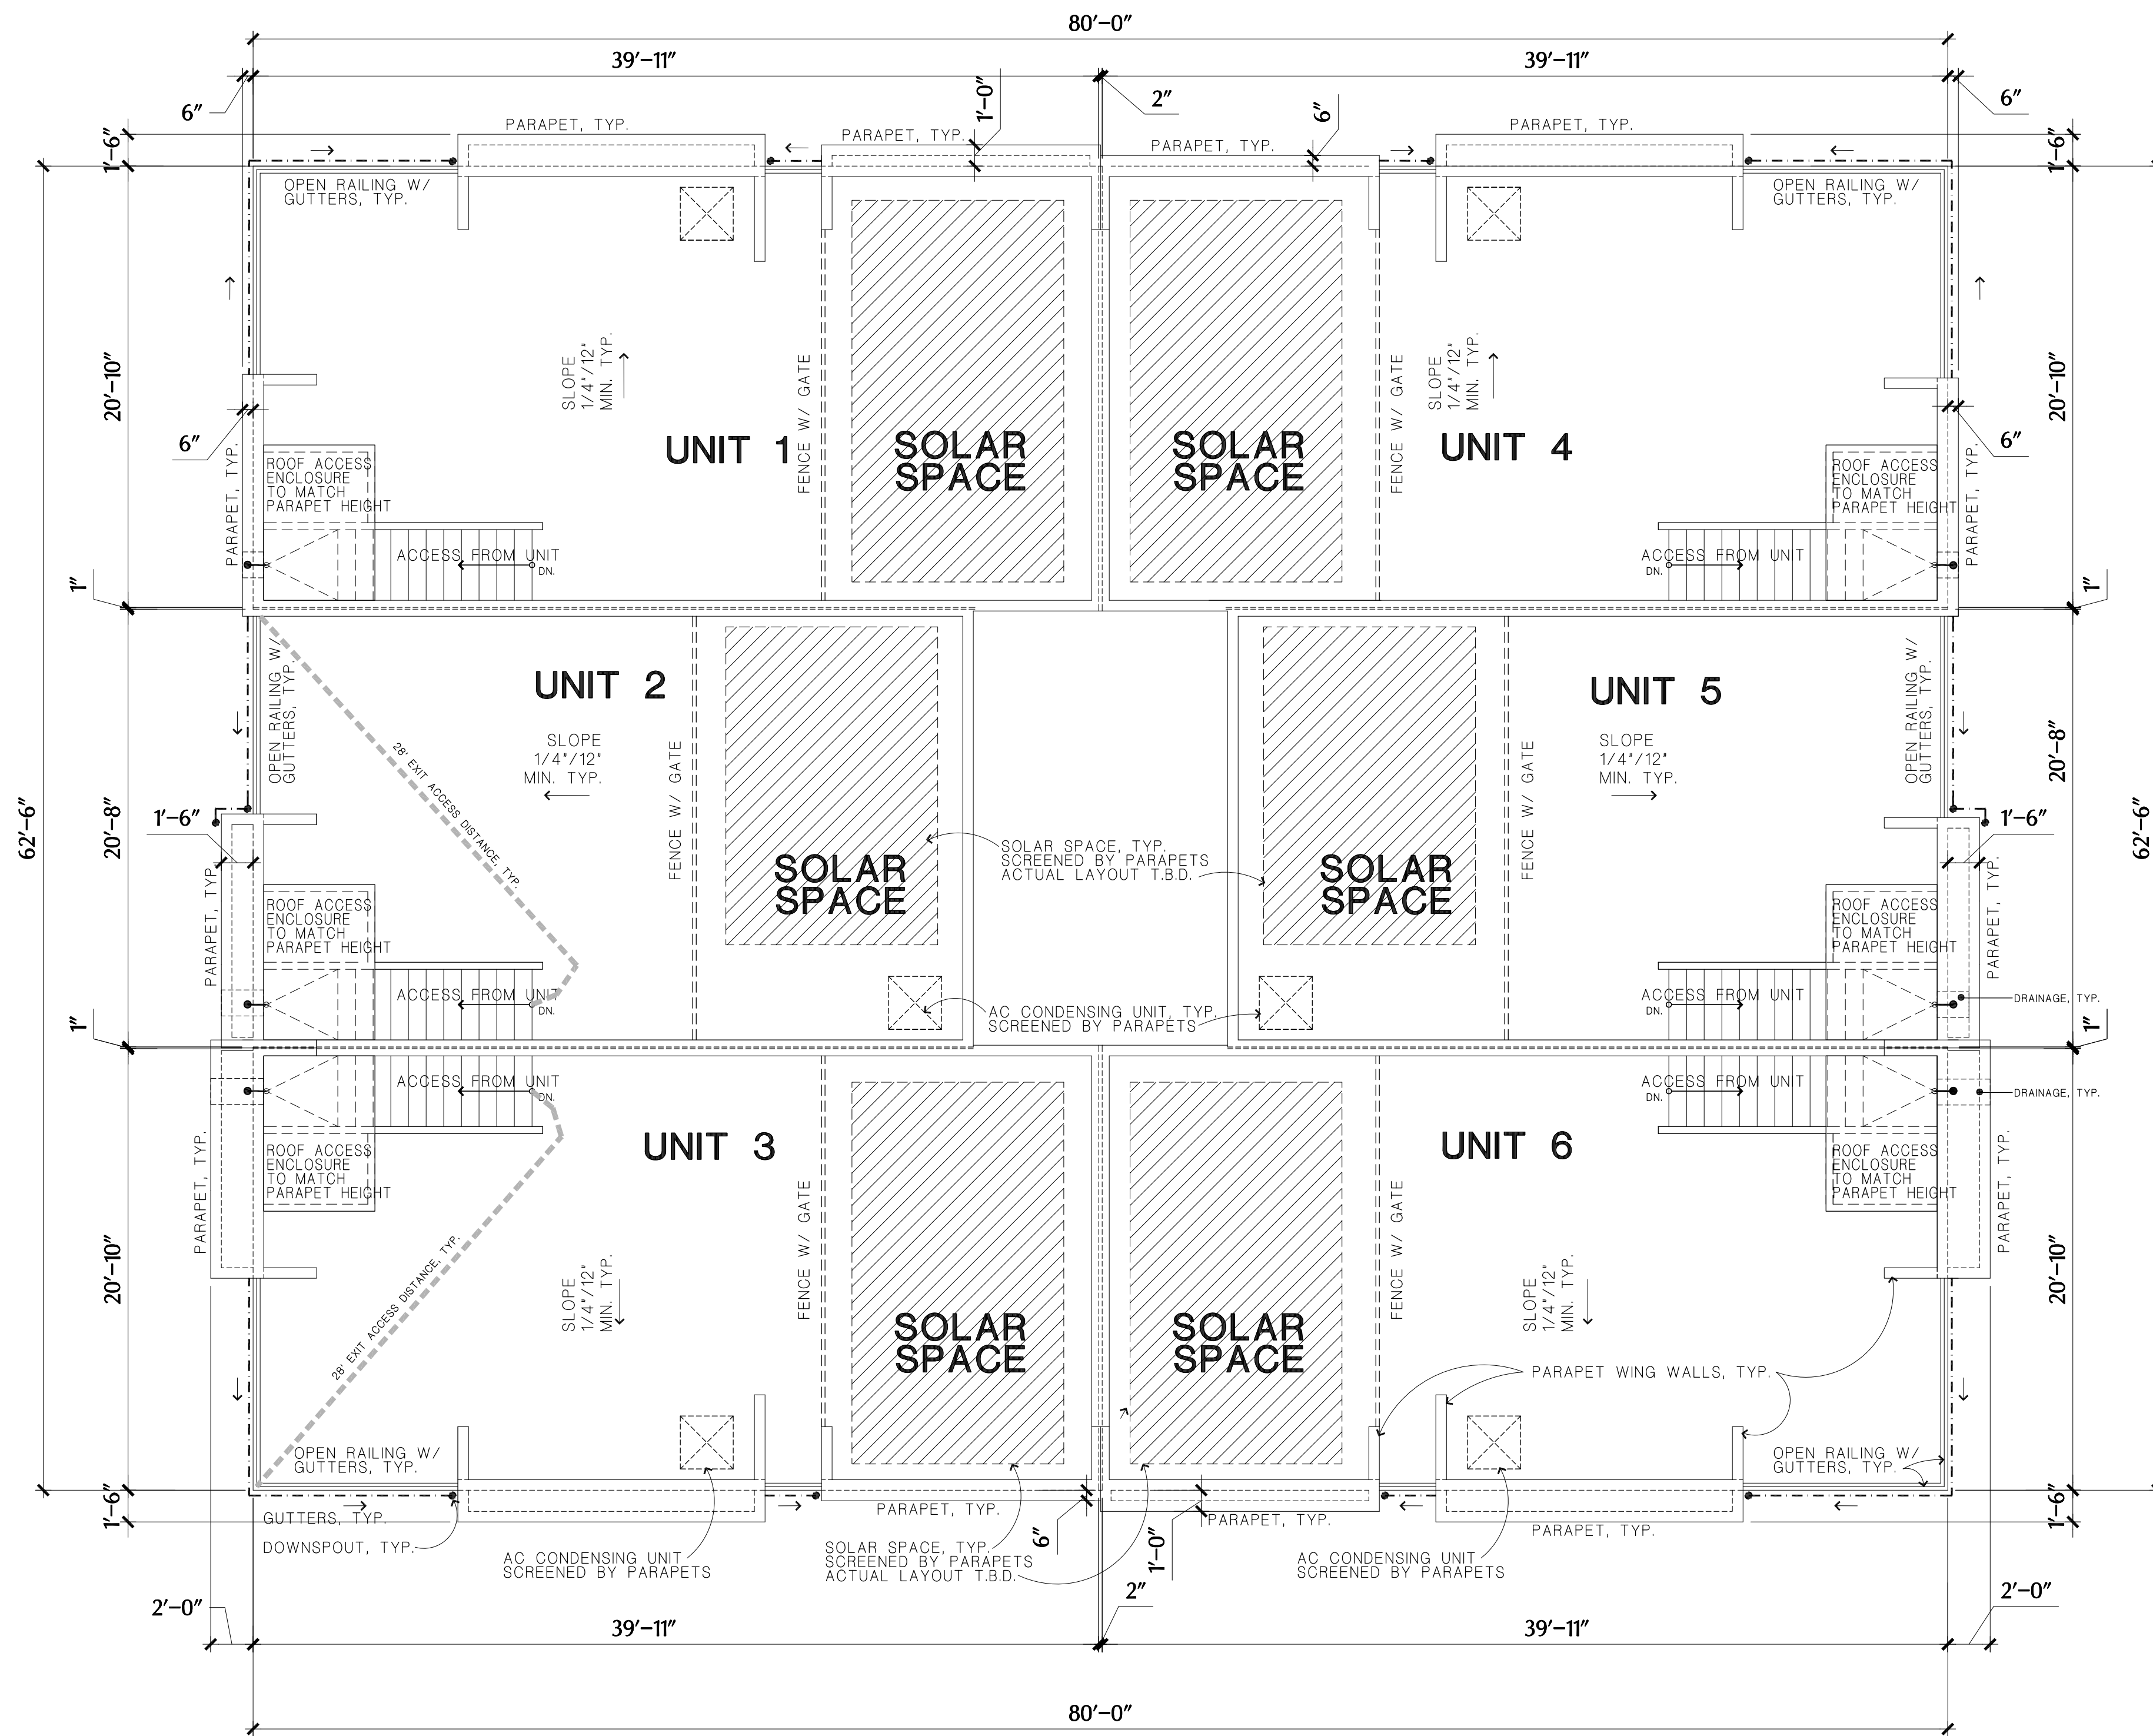 80'-0"
39'-11"
39'-11"
6"
1'-0"
2"
6"
6"
1'-6"
PARAPET, TYP.
PARAPET, TYP.
PARAPET, TYP.
PARAPET, TYP.
1'-6"
OPEN RAILING W/
GUTTERS, TYP.
OPEN RAILING W/
GUTTERS, TYP.
20'-10"
SLOPE
1/4"/12"
MIN. TYP.
FENCE W/ GATE
FENCE W/ GATE
SLOPE
1/4"/12"
MIN. TYP.
20'-10"
6"
PARAPET, TYP.
UNIT 1
SOLAR
SPACE
SOLAR
SPACE
UNIT 4
6"
PARAPET, TYP.
ROOF ACCESS
ENCLOSURE
TO MATCH
PARAPET HEIGHT
ROOF ACCESS
ENCLOSURE
TO MATCH
PARAPET HEIGHT
ACCESS FROM UNIT
DN.
ACCESS FROM UNIT
DN.
1"
1"
OPEN RAILING W/
GUTTERS, TYP.
UNIT 2
UNIT 5
OPEN RAILING W/
GUTTERS, TYP.
SLOPE
1/4"/12"
MIN. TYP.
SLOPE
1/4"/12"
MIN. TYP.
28' EXIT ACCESS DISTANCE, TYP.
FENCE W/ GATE
FENCE W/ GATE
62'-6"
20'-8"
20'-8"
62'-6"
1'-6"
1'-6"
SOLAR SPACE, TYP.
SCREENED BY PARAPETS
ACTUAL LAYOUT T.B.D.
SOLAR
SPACE
SOLAR
SPACE
PARAPET, TYP.
PARAPET, TYP.
ROOF ACCESS
ENCLOSURE
TO MATCH
PARAPET HEIGHT
ROOF ACCESS
ENCLOSURE
TO MATCH
PARAPET HEIGHT
ACCESS FROM UNIT
DN.
AC CONDENSING UNIT, TYP.
SCREENED BY PARAPETS
ACCESS FROM UNIT
DN.
DRAINAGE, TYP.
1"
1"
ACCESS FROM UNIT
DN.
ACCESS FROM UNIT
DN.
DRAINAGE, TYP.
PARAPET, TYP.
ROOF ACCESS
ENCLOSURE
TO MATCH
PARAPET HEIGHT
UNIT 3
UNIT 6
ROOF ACCESS
ENCLOSURE
TO MATCH
PARAPET HEIGHT
PARAPET, TYP.
20'-10"
28' EXIT ACCESS DISTANCE, TYP.
SLOPE
1/4"/12"
MIN. TYP.
FENCE W/ GATE
FENCE W/ GATE
SLOPE
1/4"/12"
MIN. TYP.
20'-10"
SOLAR
SPACE
SOLAR
SPACE
PARAPET WING WALLS, TYP.
OPEN RAILING W/
GUTTERS, TYP.
OPEN RAILING W/
GUTTERS, TYP.
1'-6"
GUTTERS, TYP.
PARAPET, TYP.
6"
1'-0"
PARAPET, TYP.
PARAPET, TYP.
1'-6"
DOWNSPOUT, TYP.
AC CONDENSING UNIT
SCREENED BY PARAPETS
SOLAR SPACE, TYP.
SCREENED BY PARAPETS
ACTUAL LAYOUT T.B.D.
AC CONDENSING UNIT
SCREENED BY PARAPETS
2'-0"
2"
2'-0"
39'-11"
39'-11"
80'-0"